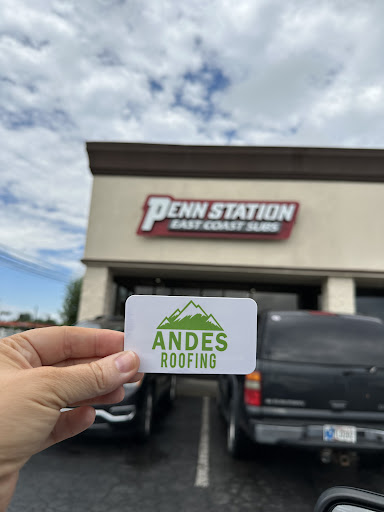 PENN STATION
EAST COAST SUBS
ANDES
ROOFING